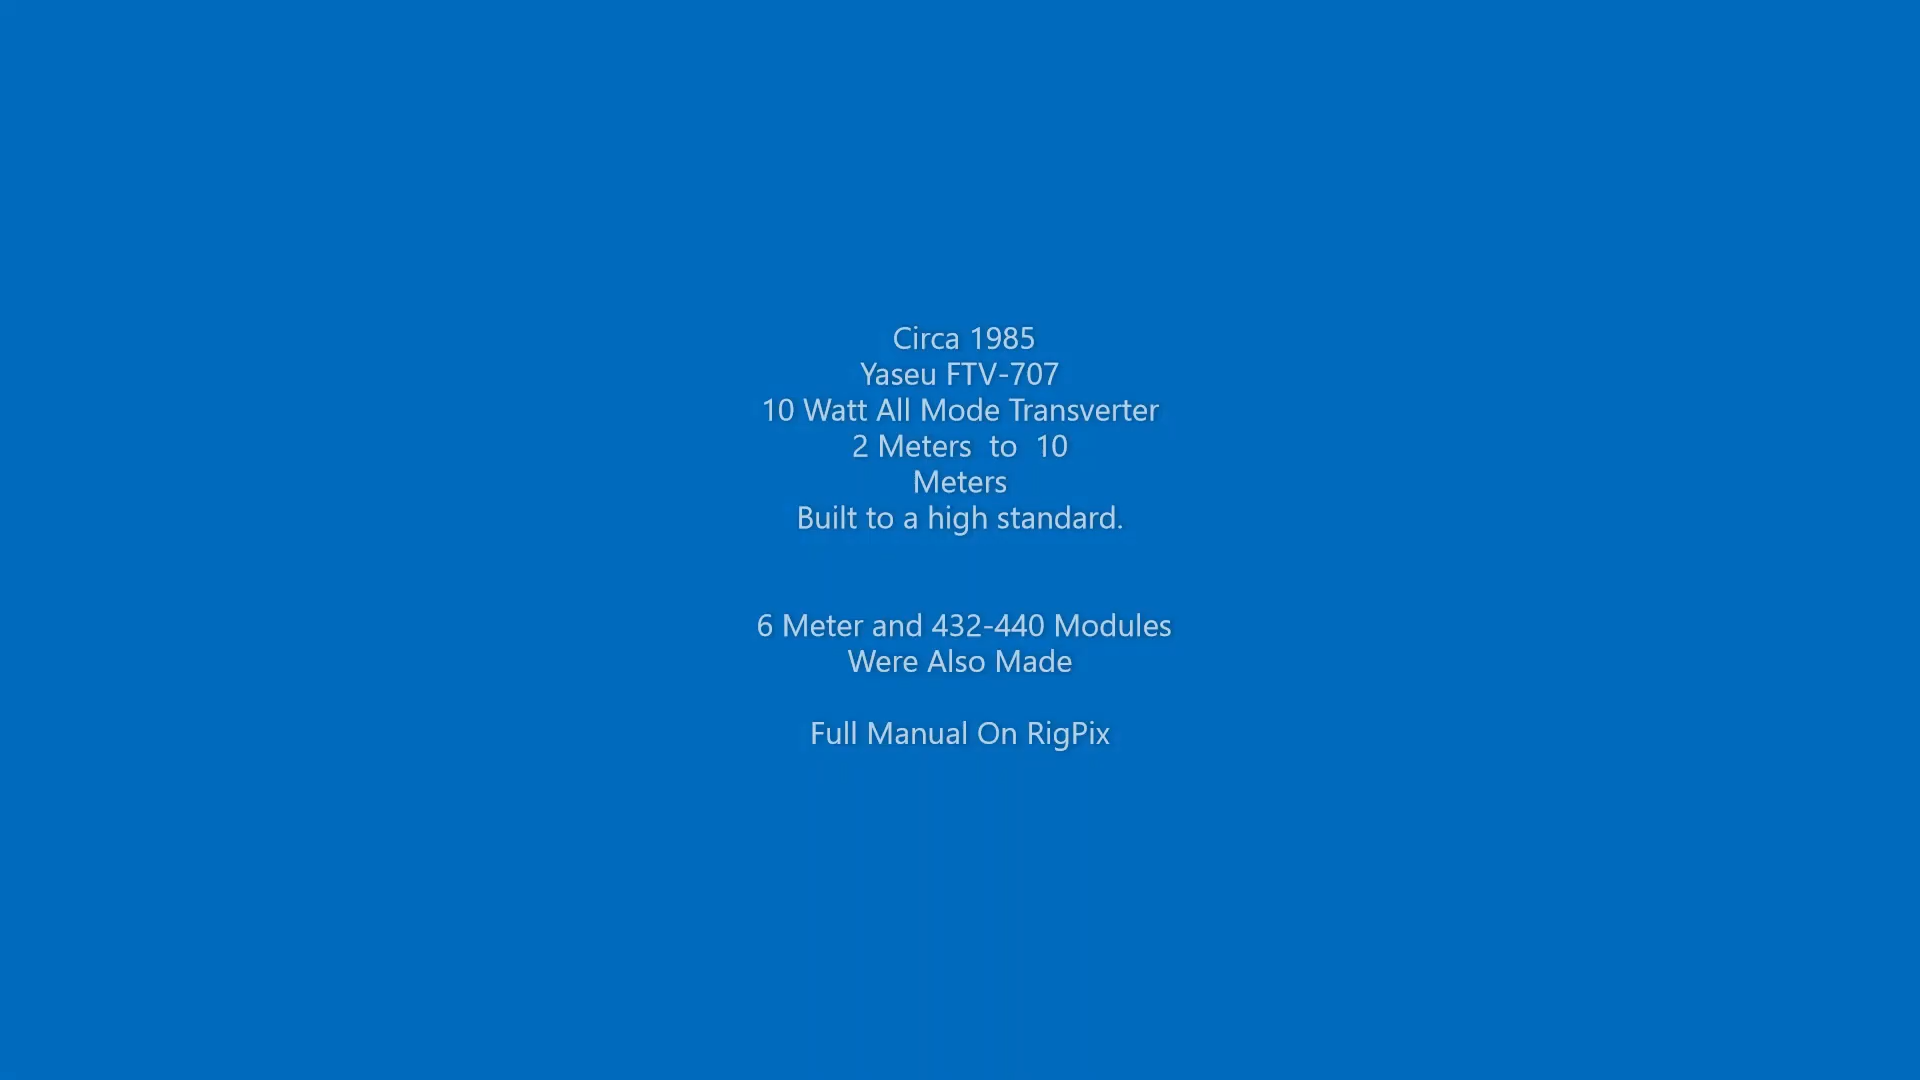 Circa 1985
Yaseu FTV-707
10 Watt All Mode Transverter
2 Meters  to  10
Meters
Built to a high standard.
6 Meter and 432-440 Modules
Were Also Made
Full Manual On RigPix